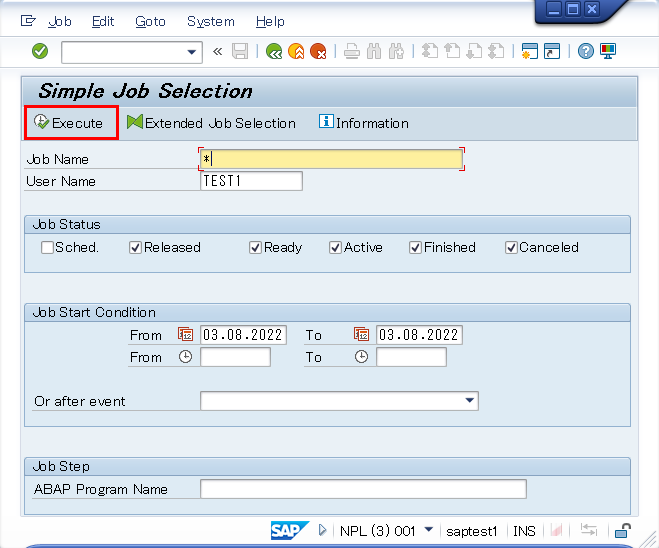 Job Edit Goto System Help
Simple Job Selection
Execute Extended Job Selection Information
Job Name *
User Name TEST1
Job Status
Sched. Released Ready Active Finished Canceled
Job Start Condition
From 03.08.2022 To 03.08.2022
From To
Or after event
Job Step
ABAP Program Name
SAP NPL (3) 001 saptest1 INS